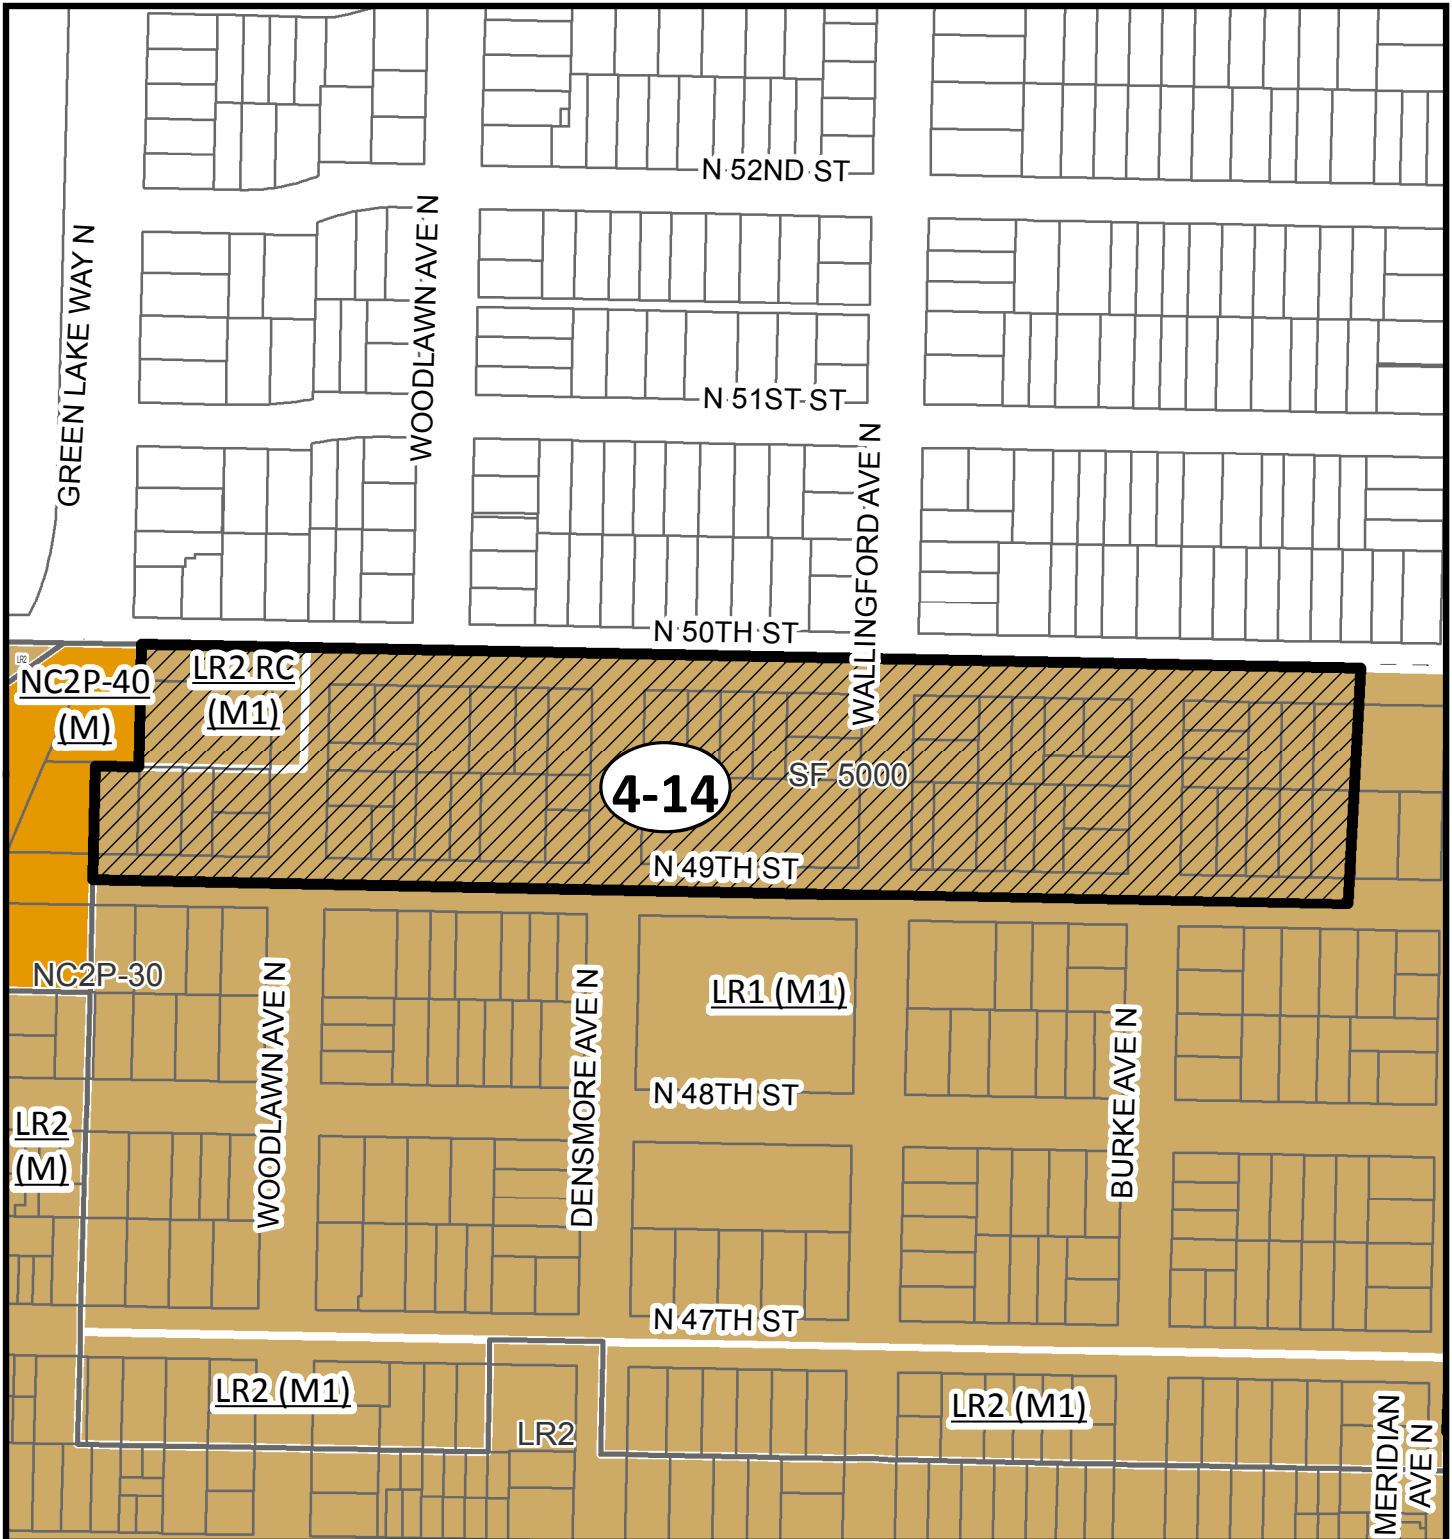 N 52ND ST
WOODLAWN AVE N
GREEN LAKE WAY N
N 51ST ST
WALLINGFORD AVE N
N 50TH ST
LR2
NC2P-40
(M)
LR2 RC
(M1)
4-14
SF 5000
N 49TH ST
NC2P-30
WOODLAWN AVE N
DENSMORE AVE N
LR1 (M1)
BURKE AVE N
N 48TH ST
LR2
(M)
N 47TH ST
LR2 (M1)
LR2
LR2 (M1)
MERIDIAN
AVE N